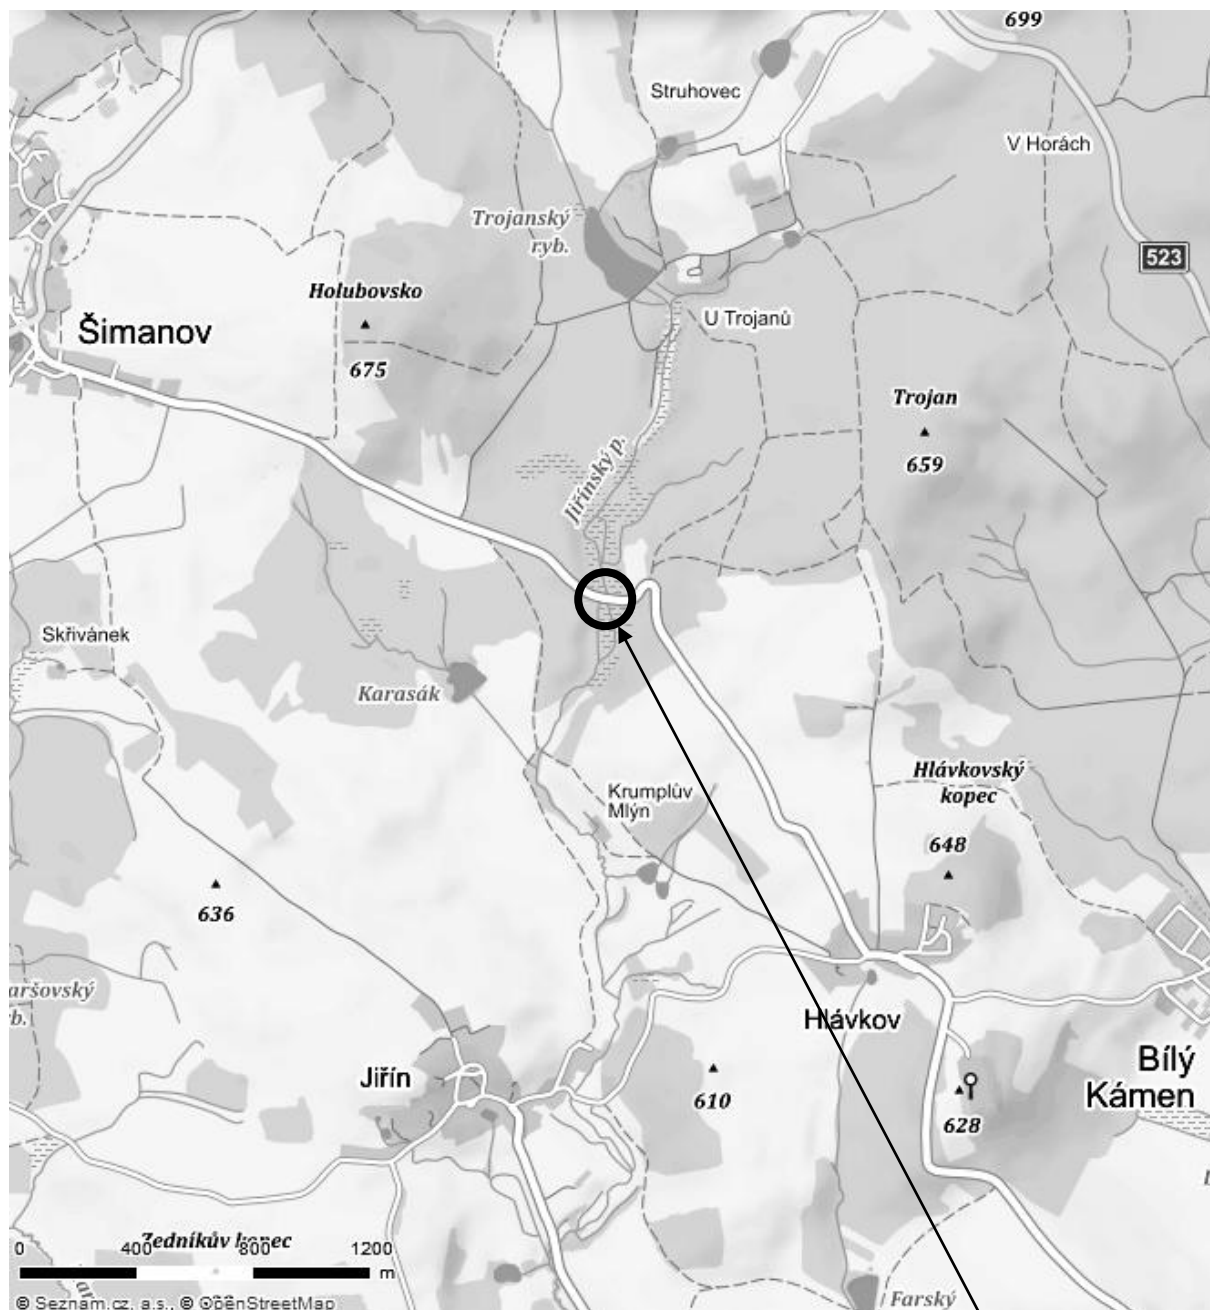 699
Struhovec
V Horách
Trojanský
ryb.
523
Holubovsko
U Trojanů
Šimanov
675
Trojan
659
Jiřínský p.
Skřivánek
Karasák
Hlávkovský
kopec
Krumplův
Mlýn
648
636
aršovský
b.
Hlávkov
Bílý
Kámen
Jiřín
610
628
Zedníkův kopec
0 400 800 1200
m
© Seznam.cz, a.s., © OpenStreetMap
Farský